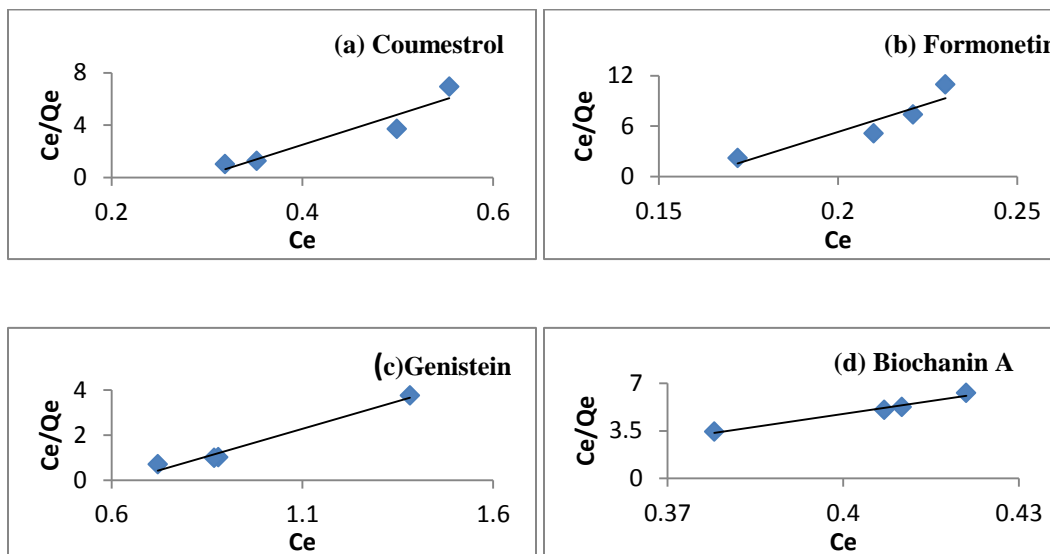 (a) Coumestrol
8
4
0
Ce/Qe
0.2
0.4
0.6
Ce
(b) Formonetin
12
6
0
Ce/Qe
0.15
0.2
0.25
Ce
(c)Genistein
4
2
0
Ce/Qe
0.6
1.1
1.6
Ce
(d) Biochanin A
7
3.5
0
Ce/Qe
0.37
0.4
0.43
Ce